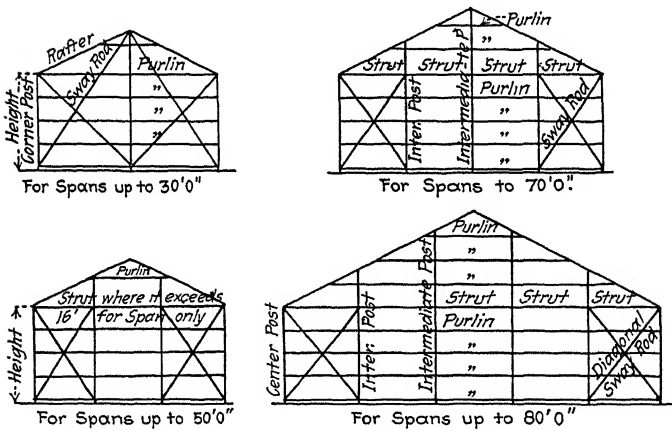 Rafter
Sway Rod
Purlin
"
"
"
Height
Corner Post
For Spans up to 30'0"
Purlin
"
Strut Strut Strut Strut
Purlin
"
"
"
Inter. Post
Intermediate P
Sway Rod
For Spans to 70'0".
Purlin
Strut where it exceeds
16' for Span only
Height
For Spans up to 50'0"
Purlin
"
"
Strut Strut Strut
Purlin
"
"
"
Center Post
Inter. Post
Intermediate Post
Diagonal
Sway Rod
For Spans up to 80'0"